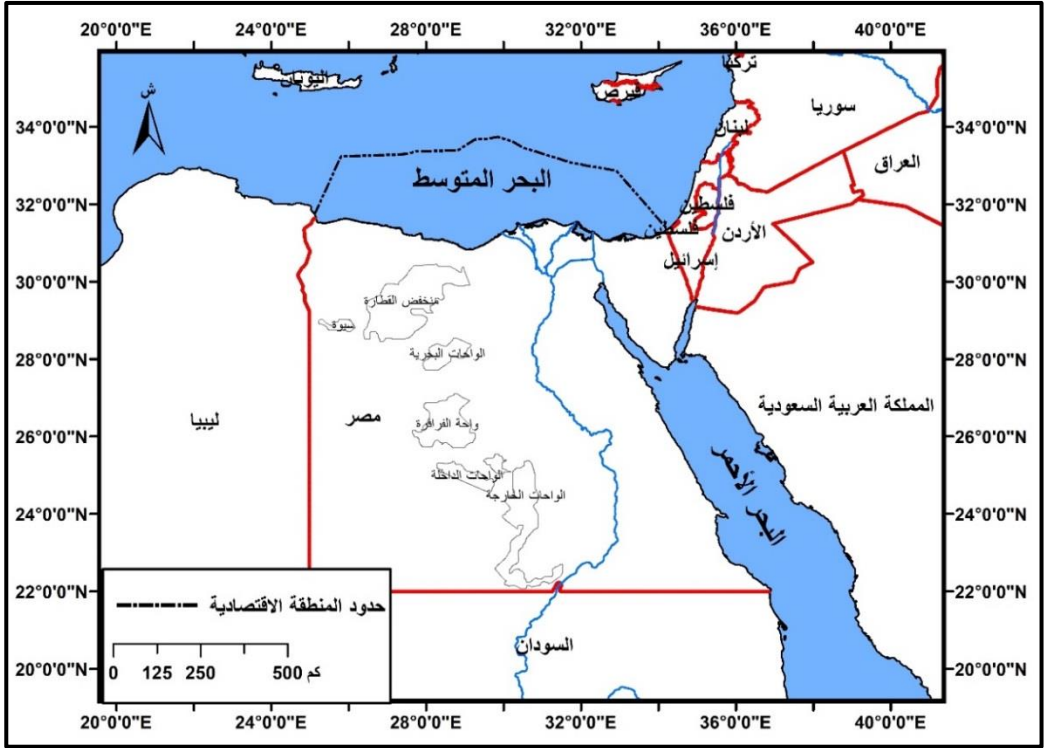 20°0'0"E 24°0'0"E 28°0'0"E 32°0'0"E 36°0'0"E 40°0'0"E
ش
اليونان
قبرص
تركيا
سوريا
لبنان
العراق
34°0'0"N 34°0'0"N
البحر المتوسط
فلسطين
32°0'0"N 32°0'0"N
فلسطين
الأردن
إسرائيل
30°0'0"N 30°0'0"N
منخفض القطارة
سيوة
28°0'0"N 28°0'0"N
الواحات البحرية
المملكة العربية السعودية
مصر
ليبيا
واحة الفرافرة
26°0'0"N 26°0'0"N
الواحات الداخلة
الواحات الخارجة
البحر الأحمر
24°0'0"N 24°0'0"N
22°0'0"N 22°0'0"N
حدود المنطقة الاقتصادية
السودان
0 125 250 500 كم
20°0'0"N 20°0'0"N
20°0'0"E 24°0'0"E 28°0'0"E 32°0'0"E 36°0'0"E 40°0'0"E